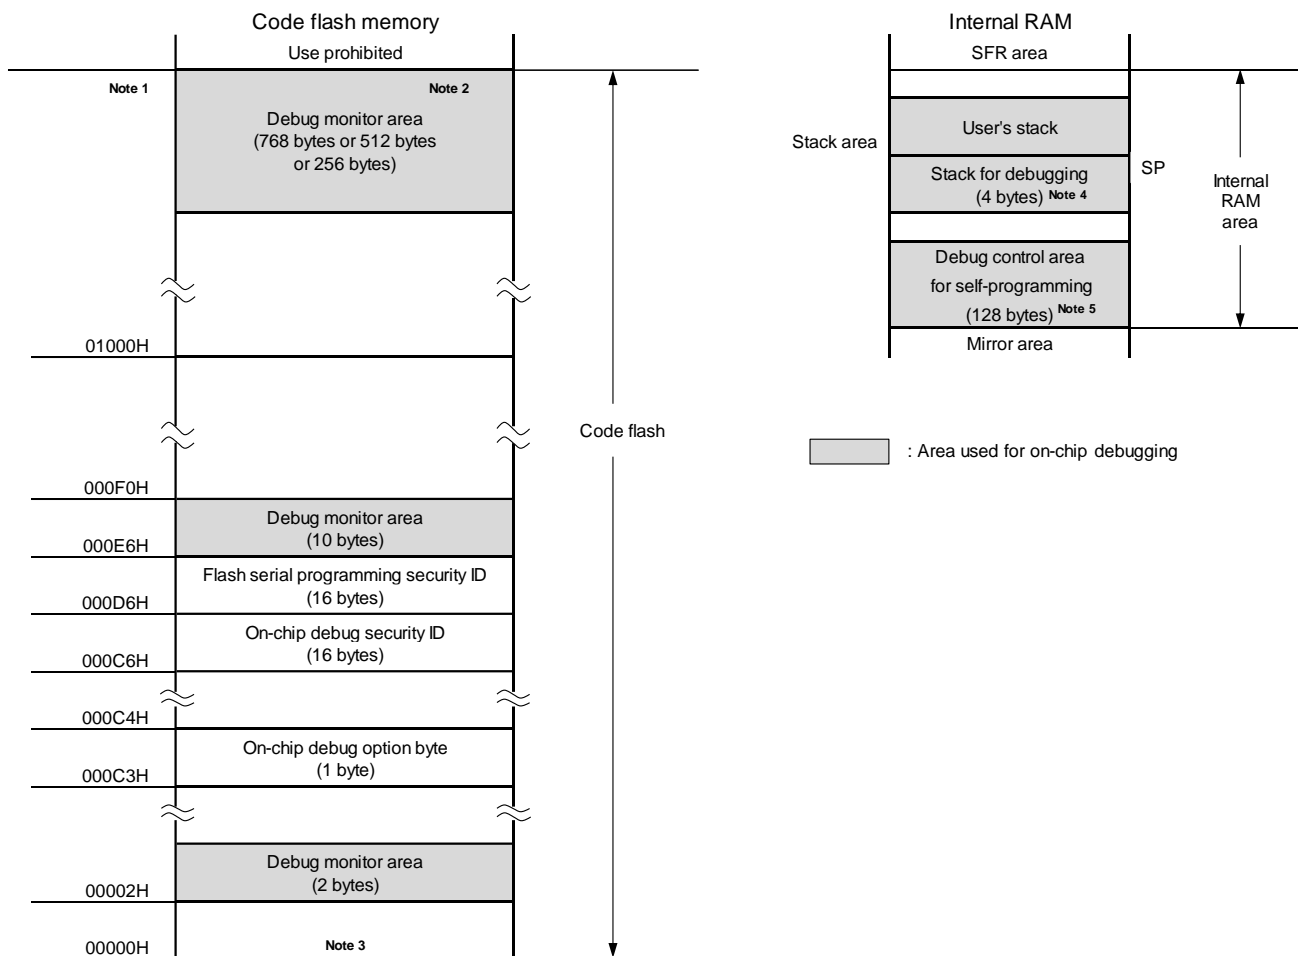 Code flash memory
Use prohibited
Note 1
Note 2
Debug monitor area
(768 bytes or 512 bytes
or 256 bytes)
01000H
Code flash
000F0H
Debug monitor area
(10 bytes)
000E6H
Flash serial programming security ID
(16 bytes)
000D6H
On-chip debug security ID
(16 bytes)
000C6H
000C4H
On-chip debug option byte
(1 byte)
000C3H
Debug monitor area
(2 bytes)
00002H
Note 3
00000H
Internal RAM
SFR area
User's stack
Stack area
Stack for debugging
(4 bytes) Note 4
SP
Internal
RAM
area
Debug control area
for self-programming
(128 bytes) Note 5
Mirror area
: Area used for on-chip debugging